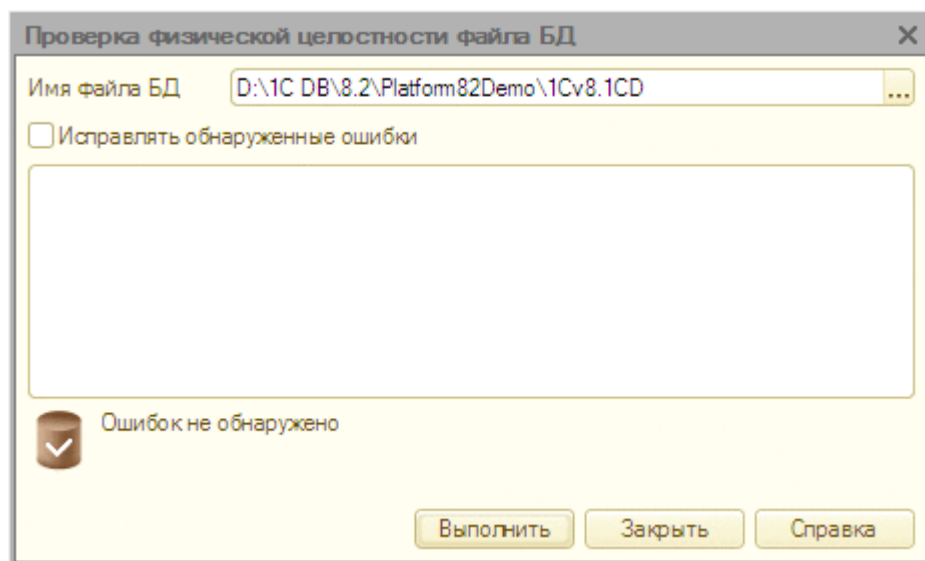 Проверка физической целостности файла БД
Имя файла БД D:\1C DB\8.2\Platform82Demo\1Cv8.1CD ...
Исправлять обнаруженные ошибки
Ошибок не обнаружено
Выполнить Закрыть Справка